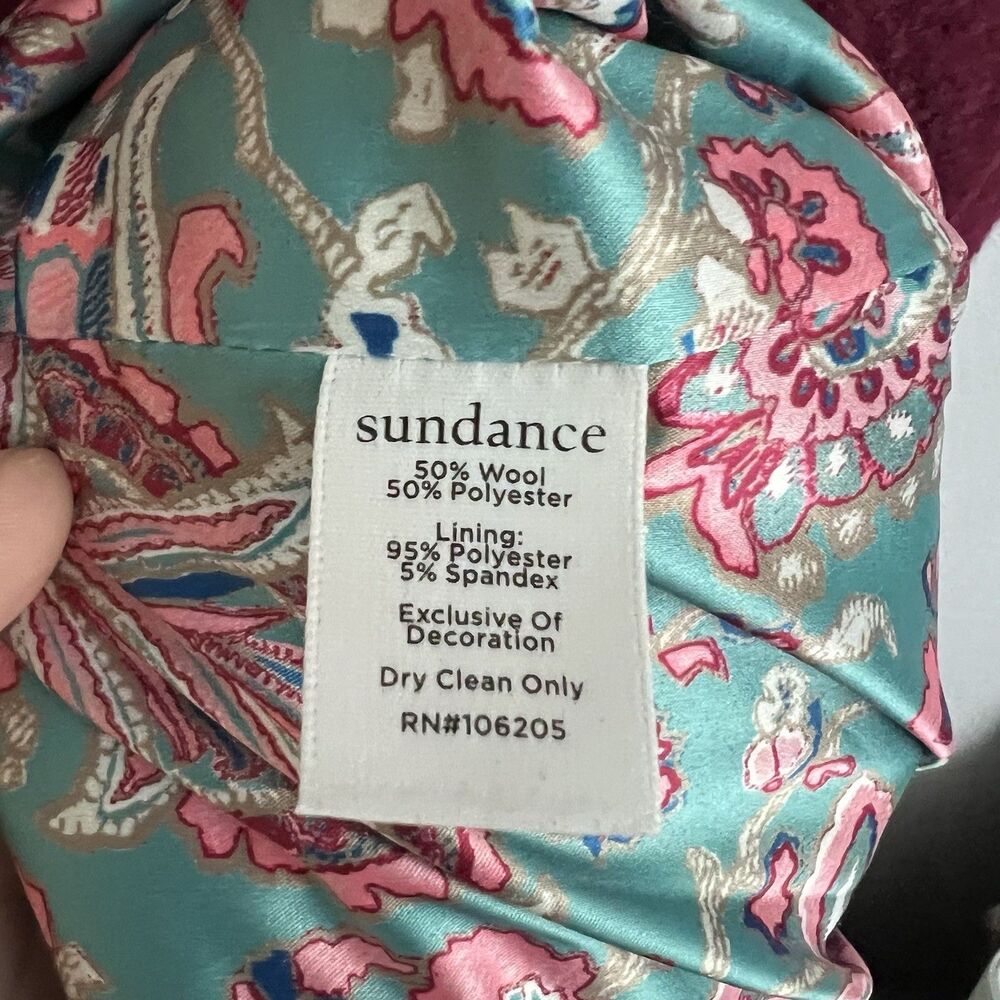 sundance
50% Wool
50% Polyester
Lining:
95% Polyester
5% Spandex
Exclusive Of
Decoration
Dry Clean Only
RN#106205